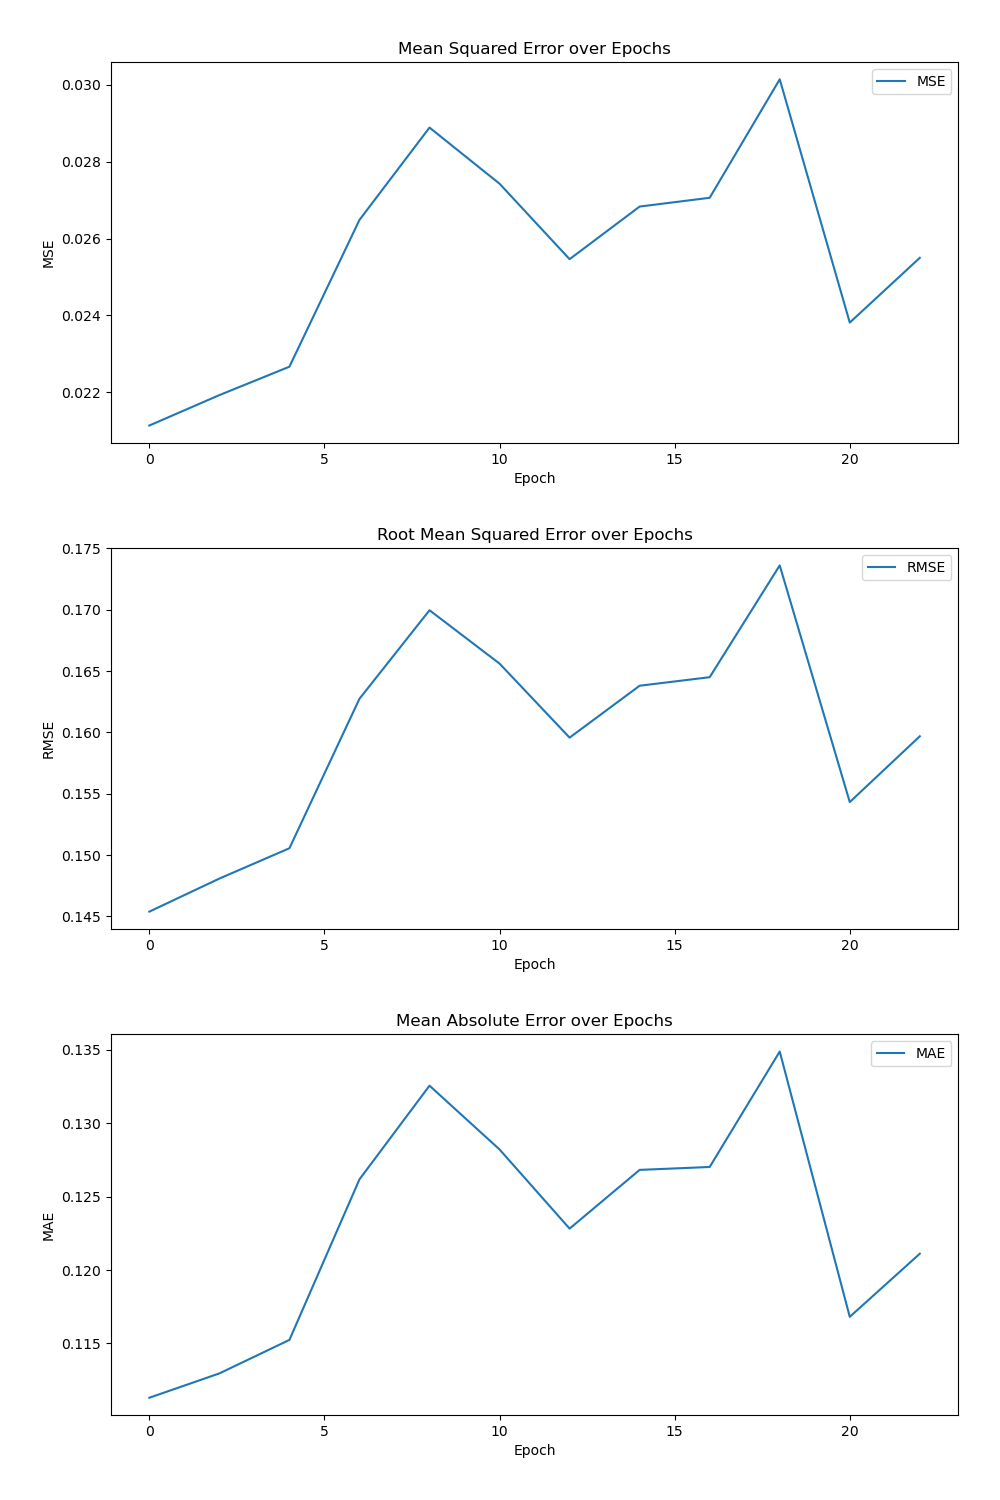 Mean Squared Error over Epochs
MSE
0.030
0.028
0.026
0.024
0.022
MSE
0 5 10 15 20
Epoch
Root Mean Squared Error over Epochs
RMSE
0.175
0.170
0.165
0.160
0.155
0.150
0.145
RMSE
0 5 10 15 20
Epoch
Mean Absolute Error over Epochs
MAE
0.135
0.130
0.125
0.120
0.115
MAE
0 5 10 15 20
Epoch